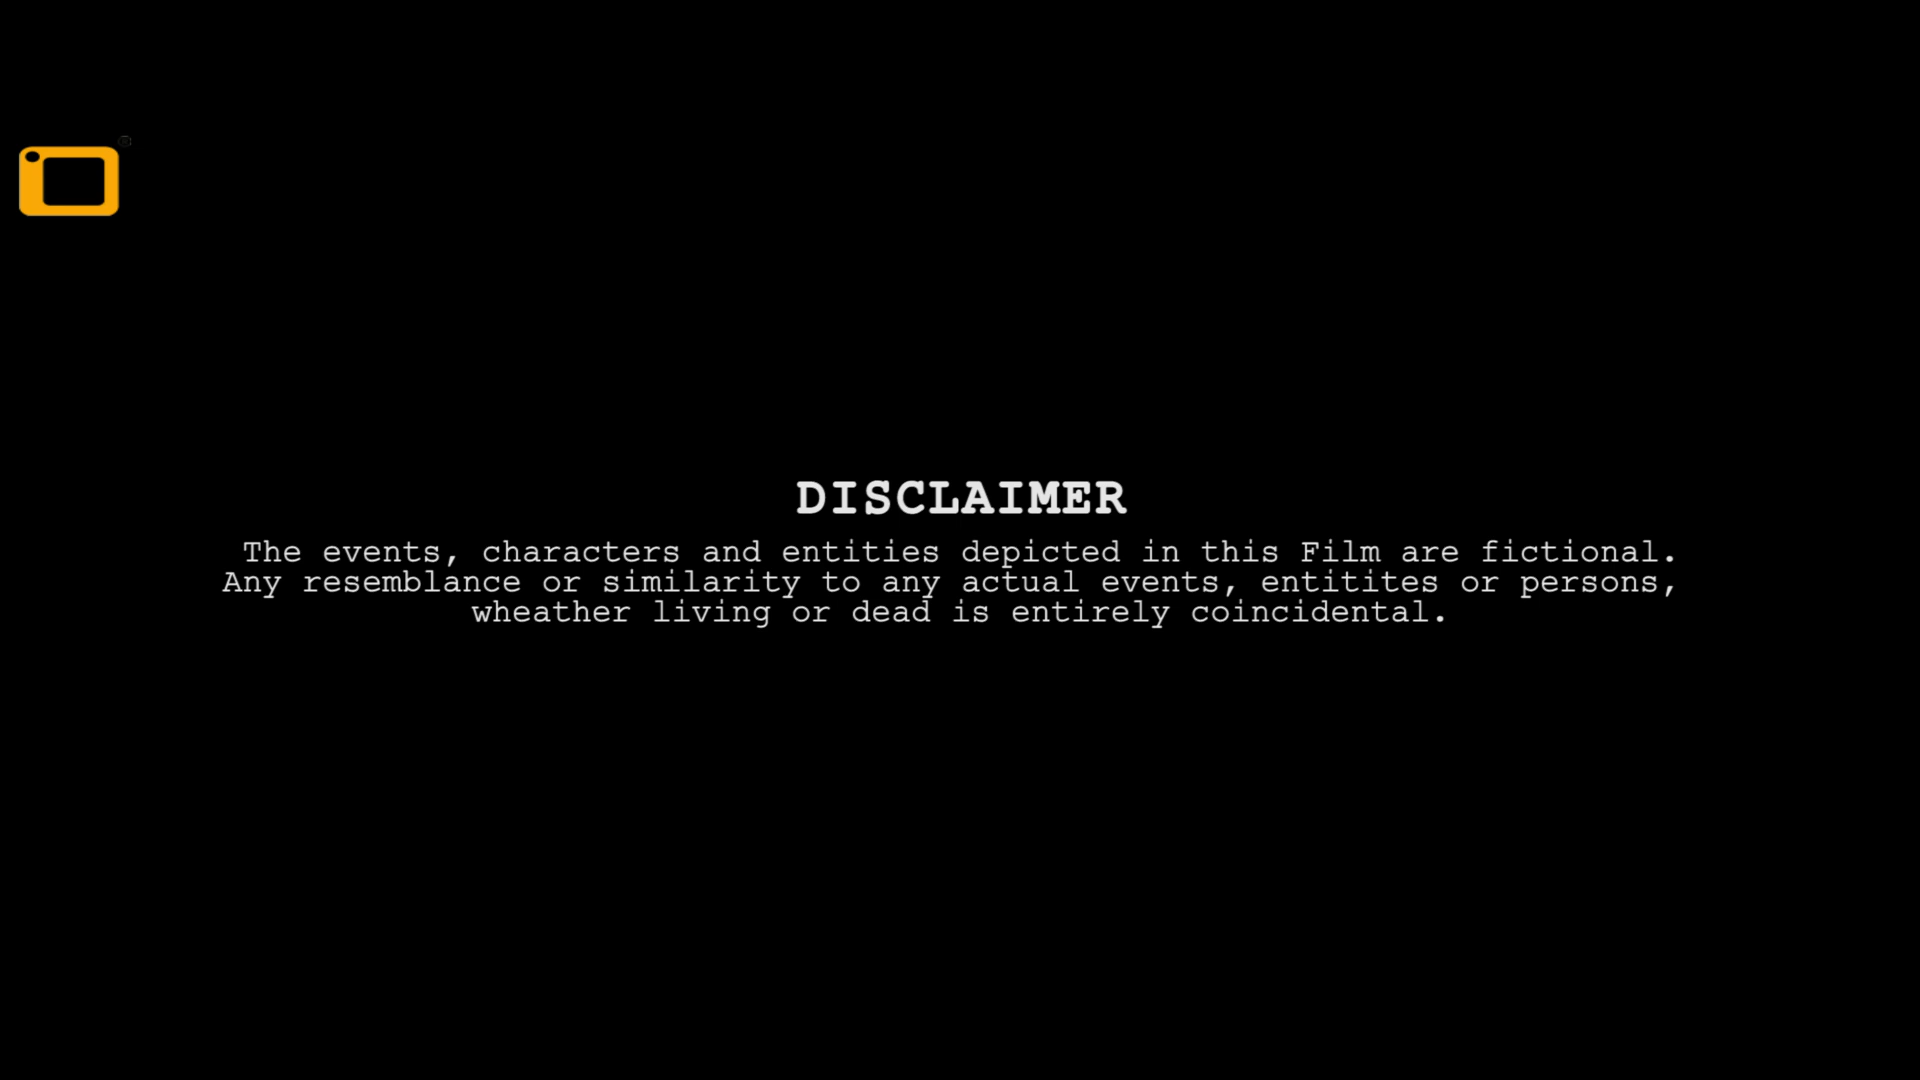 DISCLAIMER
The events, characters and entities depicted in this Film are fictional.
Any resemblance or similarity to any actual events, entitites or persons,
wheather living or dead is entirely coincidental.